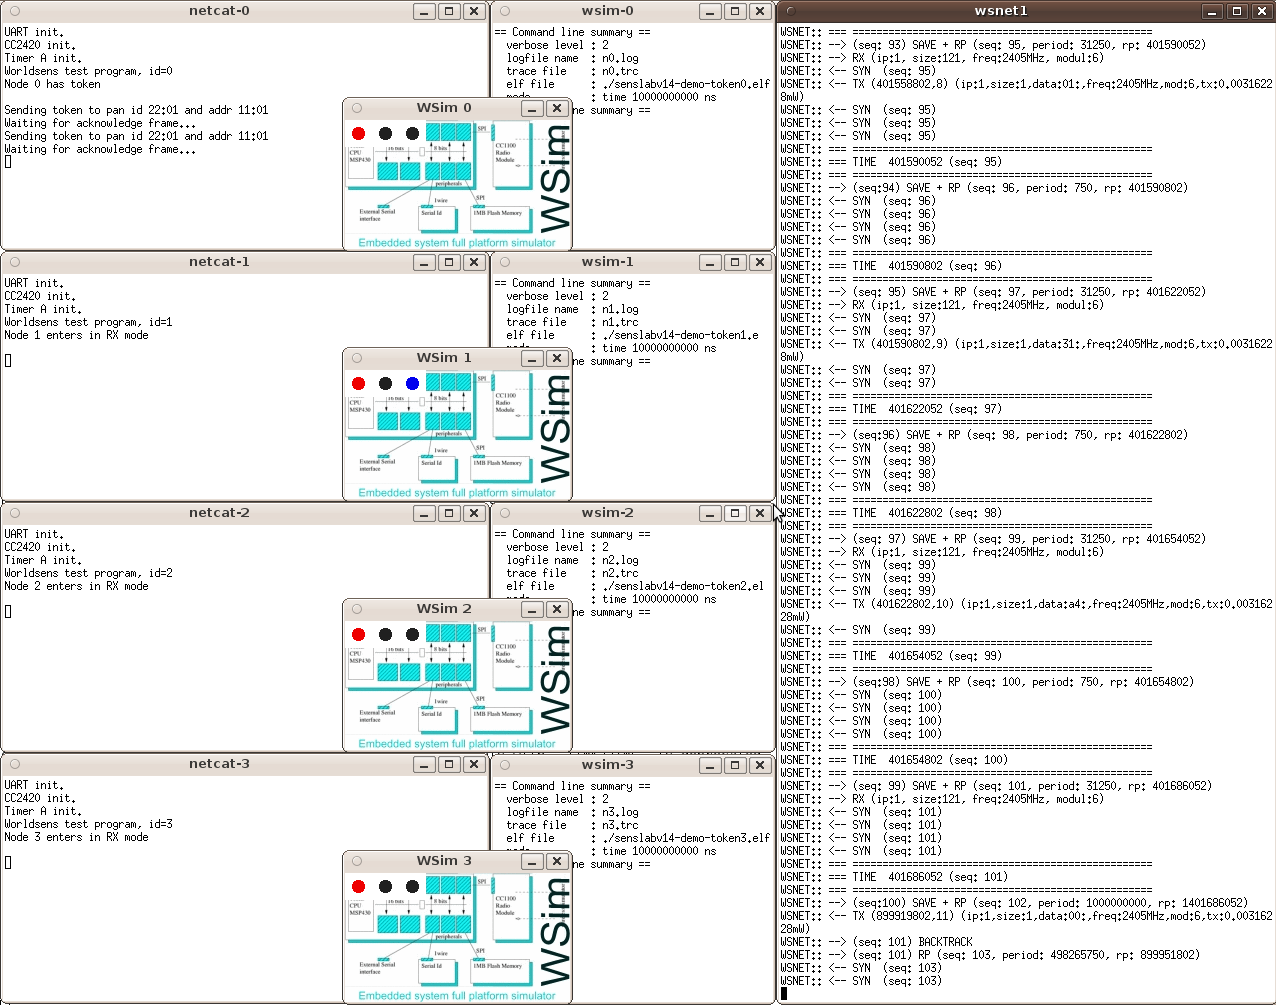 netcat-0
UART init.
CC2420 init.
Timer A init.
Worldsens test program, id=0
Node 0 has token
Sending token to pan id 22:01 and addr 11:01
Waiting for acknowledge frame...
Sending token to pan id 22:01 and addr 11:01
Waiting for acknowledge frame...
wsim-0
== Command line summary ==
verbose level : 2
logfile name : n0.log
trace file : n0.trc
elf file : ./senslabv14-demo-token0.elf
: time 10000000000 ns
ne summary ==
WSim 0
SPI
16 bits
8 bits
CPU
MSP430
CC1100
Radio
Module
peripherals
1wire
SPI
External Serial
interface
Serial Id
1MB Flash Memory
WSim
Embedded system full platform simulator
netcat-1
UART init.
CC2420 init.
Timer A init.
Worldsens test program, id=1
Node 1 enters in RX mode
wsim-1
== Command line summary ==
verbose level : 2
logfile name : n1.log
trace file : n1.trc
elf file : ./senslabv14-demo-token1.e
: time 10000000000 ns
ne summary ==
WSim 1
SPI
16 bits
8 bits
CPU
MSP430
CC1100
Radio
Module
peripherals
1wire
SPI
External Serial
interface
Serial Id
1MB Flash Memory
WSim
Embedded system full platform simulator
netcat-2
UART init.
CC2420 init.
Timer A init.
Worldsens test program, id=2
Node 2 enters in RX mode
wsim-2
== Command line summary ==
verbose level : 2
logfile name : n2.log
trace file : n2.trc
elf file : ./senslabv14-demo-token2.el
: time 10000000000 ns
ne summary ==
WSim 2
SPI
16 bits
8 bits
CPU
MSP430
CC1100
Radio
Module
peripherals
1wire
SPI
External Serial
interface
Serial Id
1MB Flash Memory
WSim
Embedded system full platform simulator
netcat-3
UART init.
CC2420 init.
Timer A init.
Worldsens test program, id=3
Node 3 enters in RX mode
wsim-3
== Command line summary ==
verbose level : 2
logfile name : n3.log
trace file : n3.trc
elf file : ./senslabv14-demo-token3.elf
: time 10000000000 ns
ne summary ==
WSim 3
SPI
16 bits
8 bits
CPU
MSP430
CC1100
Radio
Module
peripherals
1wire
SPI
External Serial
interface
Serial Id
1MB Flash Memory
WSim
Embedded system full platform simulator
wsnet1
WSNET:: === ==============================================
WSNET:: --> (seq: 93) SAVE + RP (seq: 95, period: 31250, rp: 401590052)
WSNET:: --> RX (ip:1, size:121, freq:2405MHz, modul:6)
WSNET:: <-- SYN (seq: 95)
WSNET:: <-- TX (401558802,8) (ip:1,size:1,data:01:,freq:2405MHz,mod:6,tx:0.0031622
8mW)
WSNET:: <-- SYN (seq: 95)
WSNET:: <-- SYN (seq: 95)
WSNET:: <-- SYN (seq: 95)
WSNET:: === ==============================================
WSNET:: === TIME 401590052 (seq: 95)
WSNET:: === ==============================================
WSNET:: --> (seq:94) SAVE + RP (seq: 96, period: 750, rp: 401590802)
WSNET:: <-- SYN (seq: 96)
WSNET:: <-- SYN (seq: 96)
WSNET:: <-- SYN (seq: 96)
WSNET:: <-- SYN (seq: 96)
WSNET:: === ==============================================
WSNET:: === TIME 401590802 (seq: 96)
WSNET:: === ==============================================
WSNET:: --> (seq: 95) SAVE + RP (seq: 97, period: 31250, rp: 401622052)
WSNET:: --> RX (ip:1, size:121, freq:2405MHz, modul:6)
WSNET:: <-- SYN (seq: 97)
WSNET:: <-- SYN (seq: 97)
WSNET:: <-- TX (401590802,9) (ip:1,size:1,data:31:,freq:2405MHz,mod:6,tx:0.0031622
8mW)
WSNET:: <-- SYN (seq: 97)
WSNET:: <-- SYN (seq: 97)
WSNET:: === ==============================================
WSNET:: === TIME 401622052 (seq: 97)
WSNET:: === ==============================================
WSNET:: --> (seq:96) SAVE + RP (seq: 98, period: 750, rp: 401622802)
WSNET:: <-- SYN (seq: 98)
WSNET:: <-- SYN (seq: 98)
WSNET:: <-- SYN (seq: 98)
WSNET:: <-- SYN (seq: 98)
WSNET:: === ==============================================
WSNET:: === TIME 401622802 (seq: 98)
WSNET:: === ==============================================
WSNET:: --> (seq: 97) SAVE + RP (seq: 99, period: 31250, rp: 401654052)
WSNET:: --> RX (ip:1, size:121, freq:2405MHz, modul:6)
WSNET:: <-- SYN (seq: 99)
WSNET:: <-- SYN (seq: 99)
WSNET:: <-- SYN (seq: 99)
WSNET:: <-- TX (401622802,10) (ip:1,size:1,data:a4:,freq:2405MHz,mod:6,tx:0.003162
28mW)
WSNET:: <-- SYN (seq: 99)
WSNET:: === ==============================================
WSNET:: === TIME 401654052 (seq: 99)
WSNET:: === ==============================================
WSNET:: --> (seq:98) SAVE + RP (seq: 100, period: 750, rp: 401654802)
WSNET:: <-- SYN (seq: 100)
WSNET:: <-- SYN (seq: 100)
WSNET:: <-- SYN (seq: 100)
WSNET:: <-- SYN (seq: 100)
WSNET:: === ==============================================
WSNET:: === TIME 401654802 (seq: 100)
WSNET:: === ==============================================
WSNET:: --> (seq: 99) SAVE + RP (seq: 101, period: 31250, rp: 401686052)
WSNET:: --> RX (ip:1, size:121, freq:2405MHz, modul:6)
WSNET:: <-- SYN (seq: 101)
WSNET:: <-- SYN (seq: 101)
WSNET:: <-- SYN (seq: 101)
WSNET:: <-- SYN (seq: 101)
WSNET:: === ==============================================
WSNET:: === TIME 401686052 (seq: 101)
WSNET:: === ==============================================
WSNET:: --> (seq:100) SAVE + RP (seq: 102, period: 1000000000, rp: 1401686052)
WSNET:: <-- TX (899919802,11) (ip:1,size:1,data:00:,freq:2405MHz,mod:6,tx:0.003162
28mW)
WSNET:: --> (seq: 101) BACKTRACK
WSNET:: --> (seq: 101) RP (seq: 103, period: 498265750, rp: 899951802)
WSNET:: <-- SYN (seq: 103)
WSNET:: <-- SYN (seq: 103)